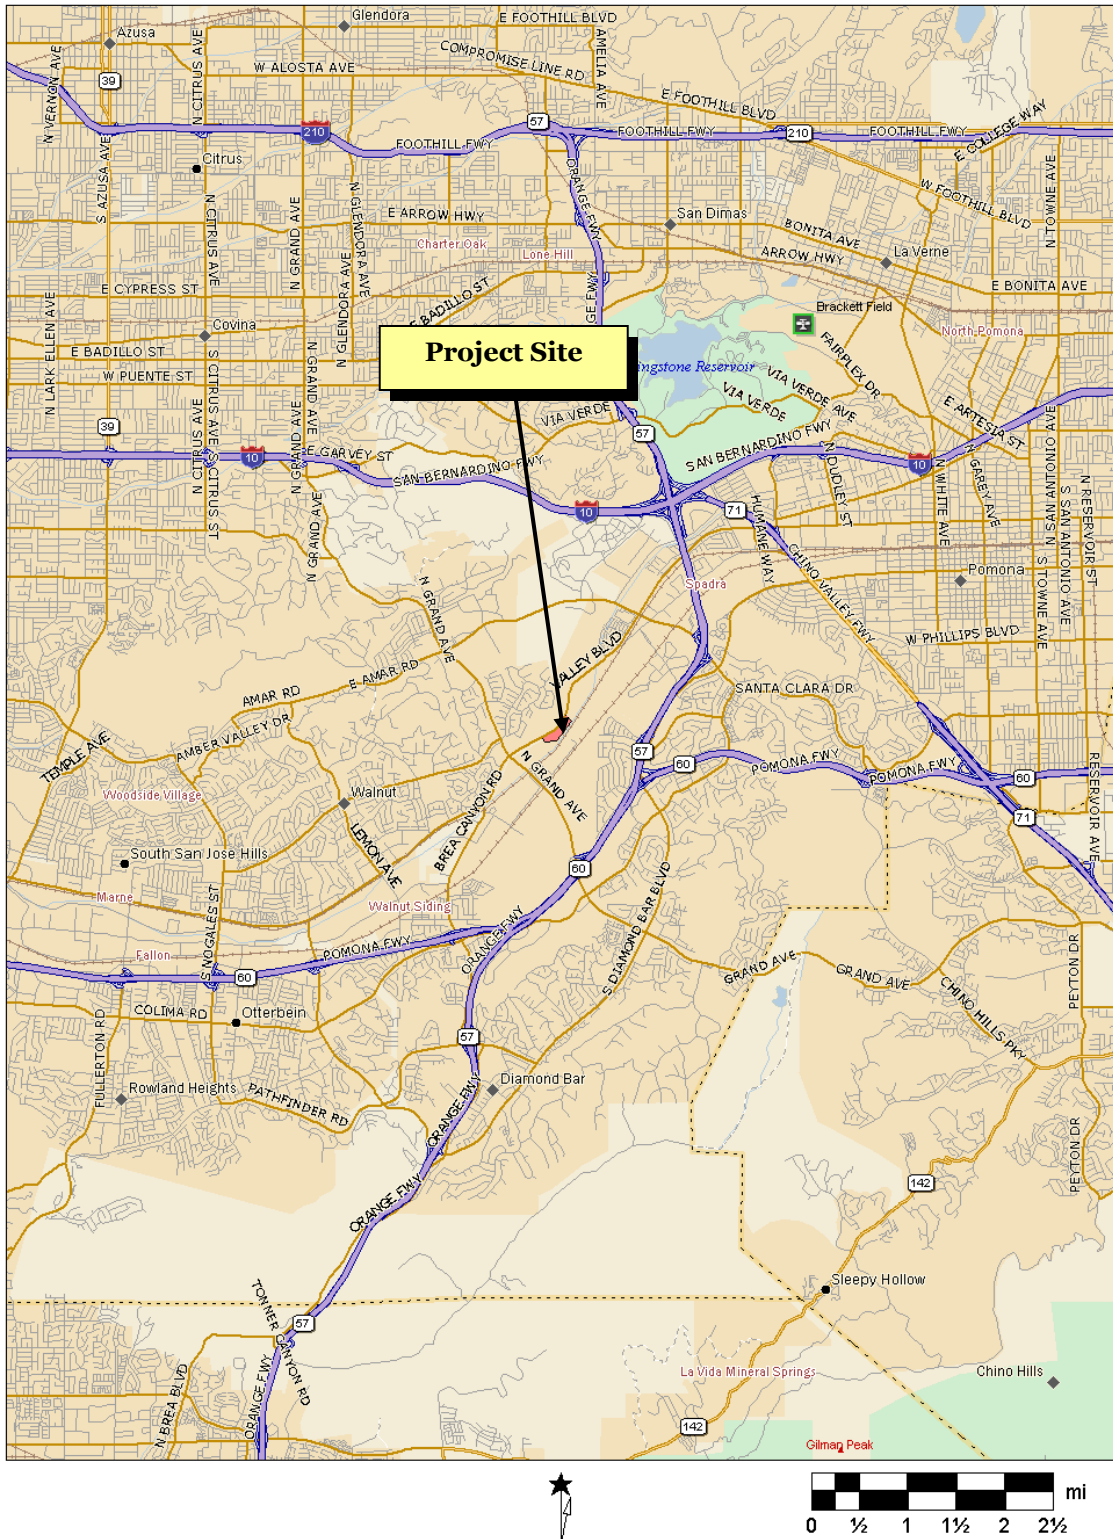 Glendora
E FOOTHILL BLVD
Azusa
N VERNON AVE
N CITRUS AVE
COMPROMISE LINE RD
AMELIA AVE
W ALOSTA AVE
39
E FOOTHILL BLVD
57
210
FOOTHILL FWY
FOOTHILL FWY
210
FOOTHILL FWY
E COLLEGE WAY
Citrus
S AZUSA AVE
N CITRUS AVE
N GRAND AVE
N GLENDORA AVE
ORANGE FWY
W FOOTHILL BLVD
N TOWNE AVE
E ARROW HWY
San Dimas
BONITA AVE
Charter Oak
Lone Hill
ARROW HWY
La Verne
E CYPRESS ST
E BADILLO ST
E BONITA AVE
Brackett Field
Covina
North Pomona
N LARK ELLEN AVE
E BADILLO ST
W PUENTE ST
S CITRUS AVE
N GRAND AVE
N GLENDORA AVE
Project Site
GE FWY
ingstone Reservoir
FAIRPLEX DR
VIA VERDE
VIA VERDE
VIA VERDE AVE
E ARTESIA ST
39
57
N CITRUS AVE
S CITRUS AVE
S CITRUS ST
10
N GRAND AVE
E GARVEY ST
SAN BERNARDINO FWY
SAN BERNARDINO FWY
10
10
71
N DUDLEY ST
N WHITE AVE
N GAREY AVE
N SAN ANTONIO AVE
S SAN ANTONIO AVE
N RESERVOIR ST
HUMANE WAY
CHINO VALLEY FWY
N GRAND AVE
N GRAND AVE
Spadra
Pomona
S TOWNE AVE
W PHILLIPS BLVD
VALLEY BLVD
E AMAR RD
AMAR RD
SANTA CLARA DR
AMBER VALLEY DR
TEMPLE AVE
57
60
POMONA FWY
POMONA FWY
60
RESERVOIR AVE
N GRAND AVE
BREA CANYON RD
Woodside Village
Walnut
LEMON AVE
71
South San Jose Hills
60
Marne
Walnut Siding
S NOGALES ST
S DIAMOND BAR BLVD
Fallon
POMONA FWY
ORANGE FWY
60
GRAND AVE
GRAND AVE
PEYTON DR
CHINO HILLS PKY
COLIMA RD
Otterbein
57
FULLERTON RD
Rowland Heights
PATHFINDER RD
Diamond Bar
ORANGE FWY
PEYTON DR
142
ORANGE FWY
Sleepy Hollow
TONNER CANYON RD
57
ORANGE FWY
N BREA BLVD
La Vida Mineral Springs
Chino Hills
142
Gilman Peak
mi
0 ½ 1 1½ 2 2½